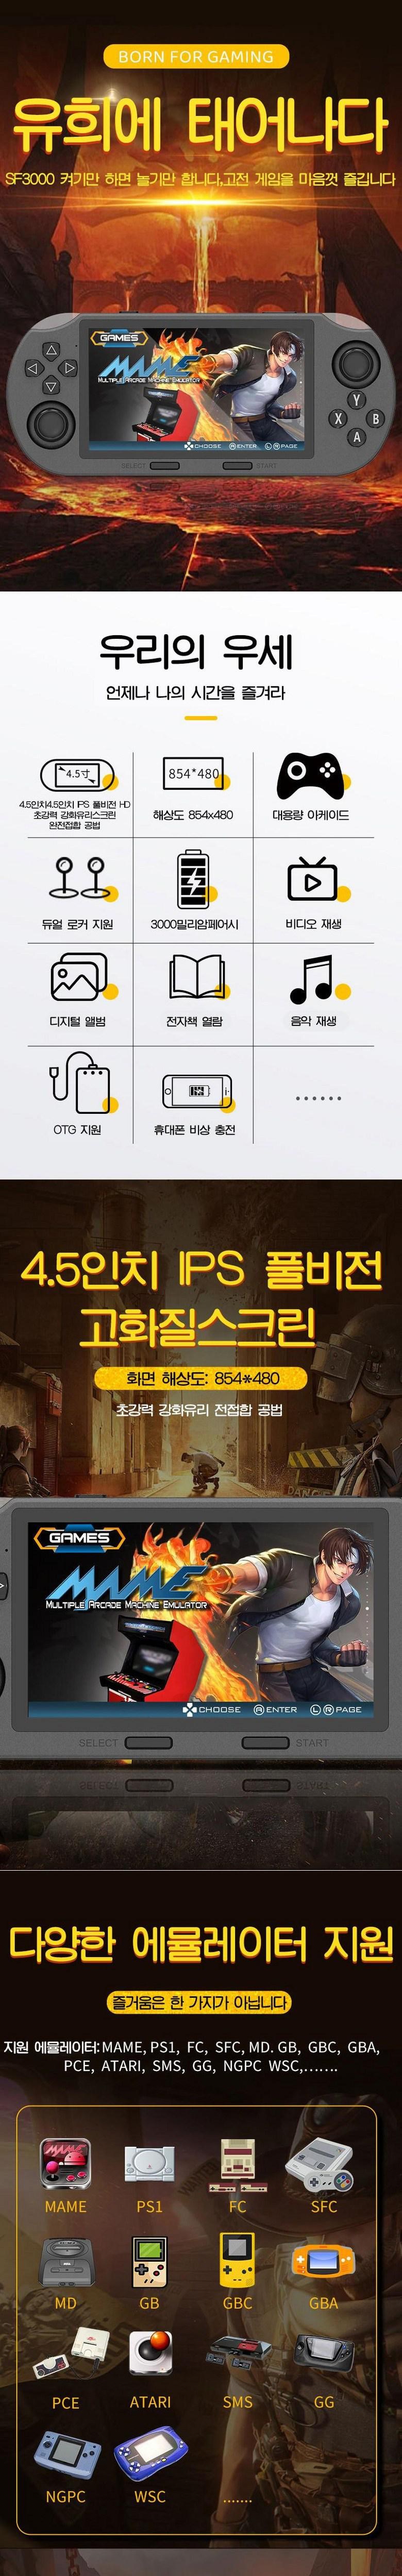 BORN FOR GAMING
유희에 태어나다
SF3000 켜기만 하면 놀기만 합니다,고전 게임을 마음껏 즐깁니다
GAMES
MAME
MULTIPLE ARCADE MACHINE EMULATOR
CHOOSE A ENTER L R PAGE
SELECT START
Y
X B
A
우리의 우세
언제나 나의 시간을 즐겨라
4.5寸
854*480
4.5인치4.5인치 IPS 풀비전 HD
초강력 강화유리스크린
완전접합 공법
해상도 854x480
대용량 아케이드
듀얼 로커 지원
3000밀리암페어시
비디오 재생
디지털 앨범
전자책 열람
음악 재생
OTG 지원
휴대폰 비상 충전
......
4.5인치 IPS 풀비전
고화질스크린
화면 해상도: 854*480
초강력 강화유리 전접합 공법
DANGE
GAMES
MAME
MULTIPLE ARCADE MACHINE EMULATOR
CHOOSE A ENTER L R PAGE
SELECT START
다양한 에뮬레이터 지원
즐거움은 한 가지가 아닙니다
지원 에뮬레이터:MAME, PS1, FC, SFC, MD. GB, GBC, GBA,
PCE, ATARI, SMS, GG, NGPC WSC,.......
MAME PS1 FC SFC
MD GB GBC GBA
PCE ATARI SMS GG
NGPC WSC .......